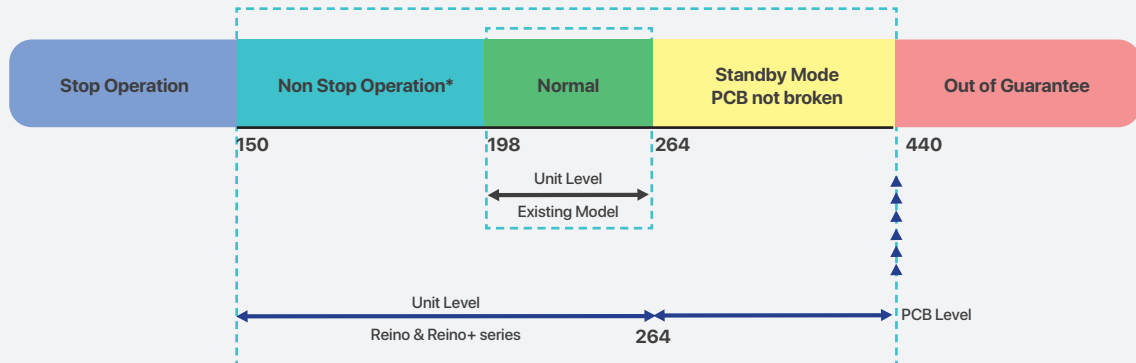 Stop Operation
Non Stop Operation*
Normal
Standby Mode
PCB not broken
Out of Guarantee
150
198
264
440
Unit Level
Existing Model
Unit Level
Reino & Reino+ series
264
PCB Level